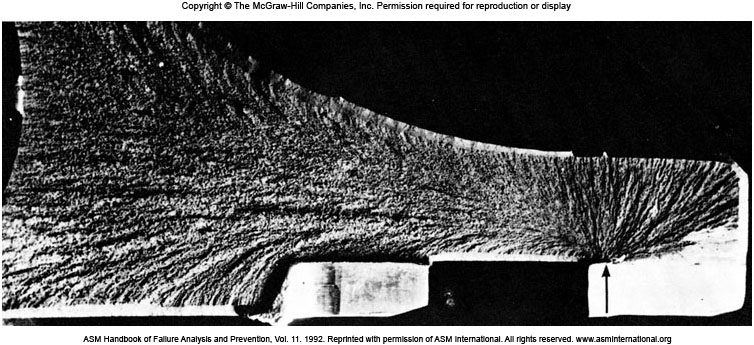 Copyright © The McGraw-Hill Companies, Inc. Permission required for reproduction or display
ASM Handbook of Failure Analysis and Prevention, Vol. 11. 1992. Reprinted with permission of ASM International. All rights reserved. www.asminternational.org